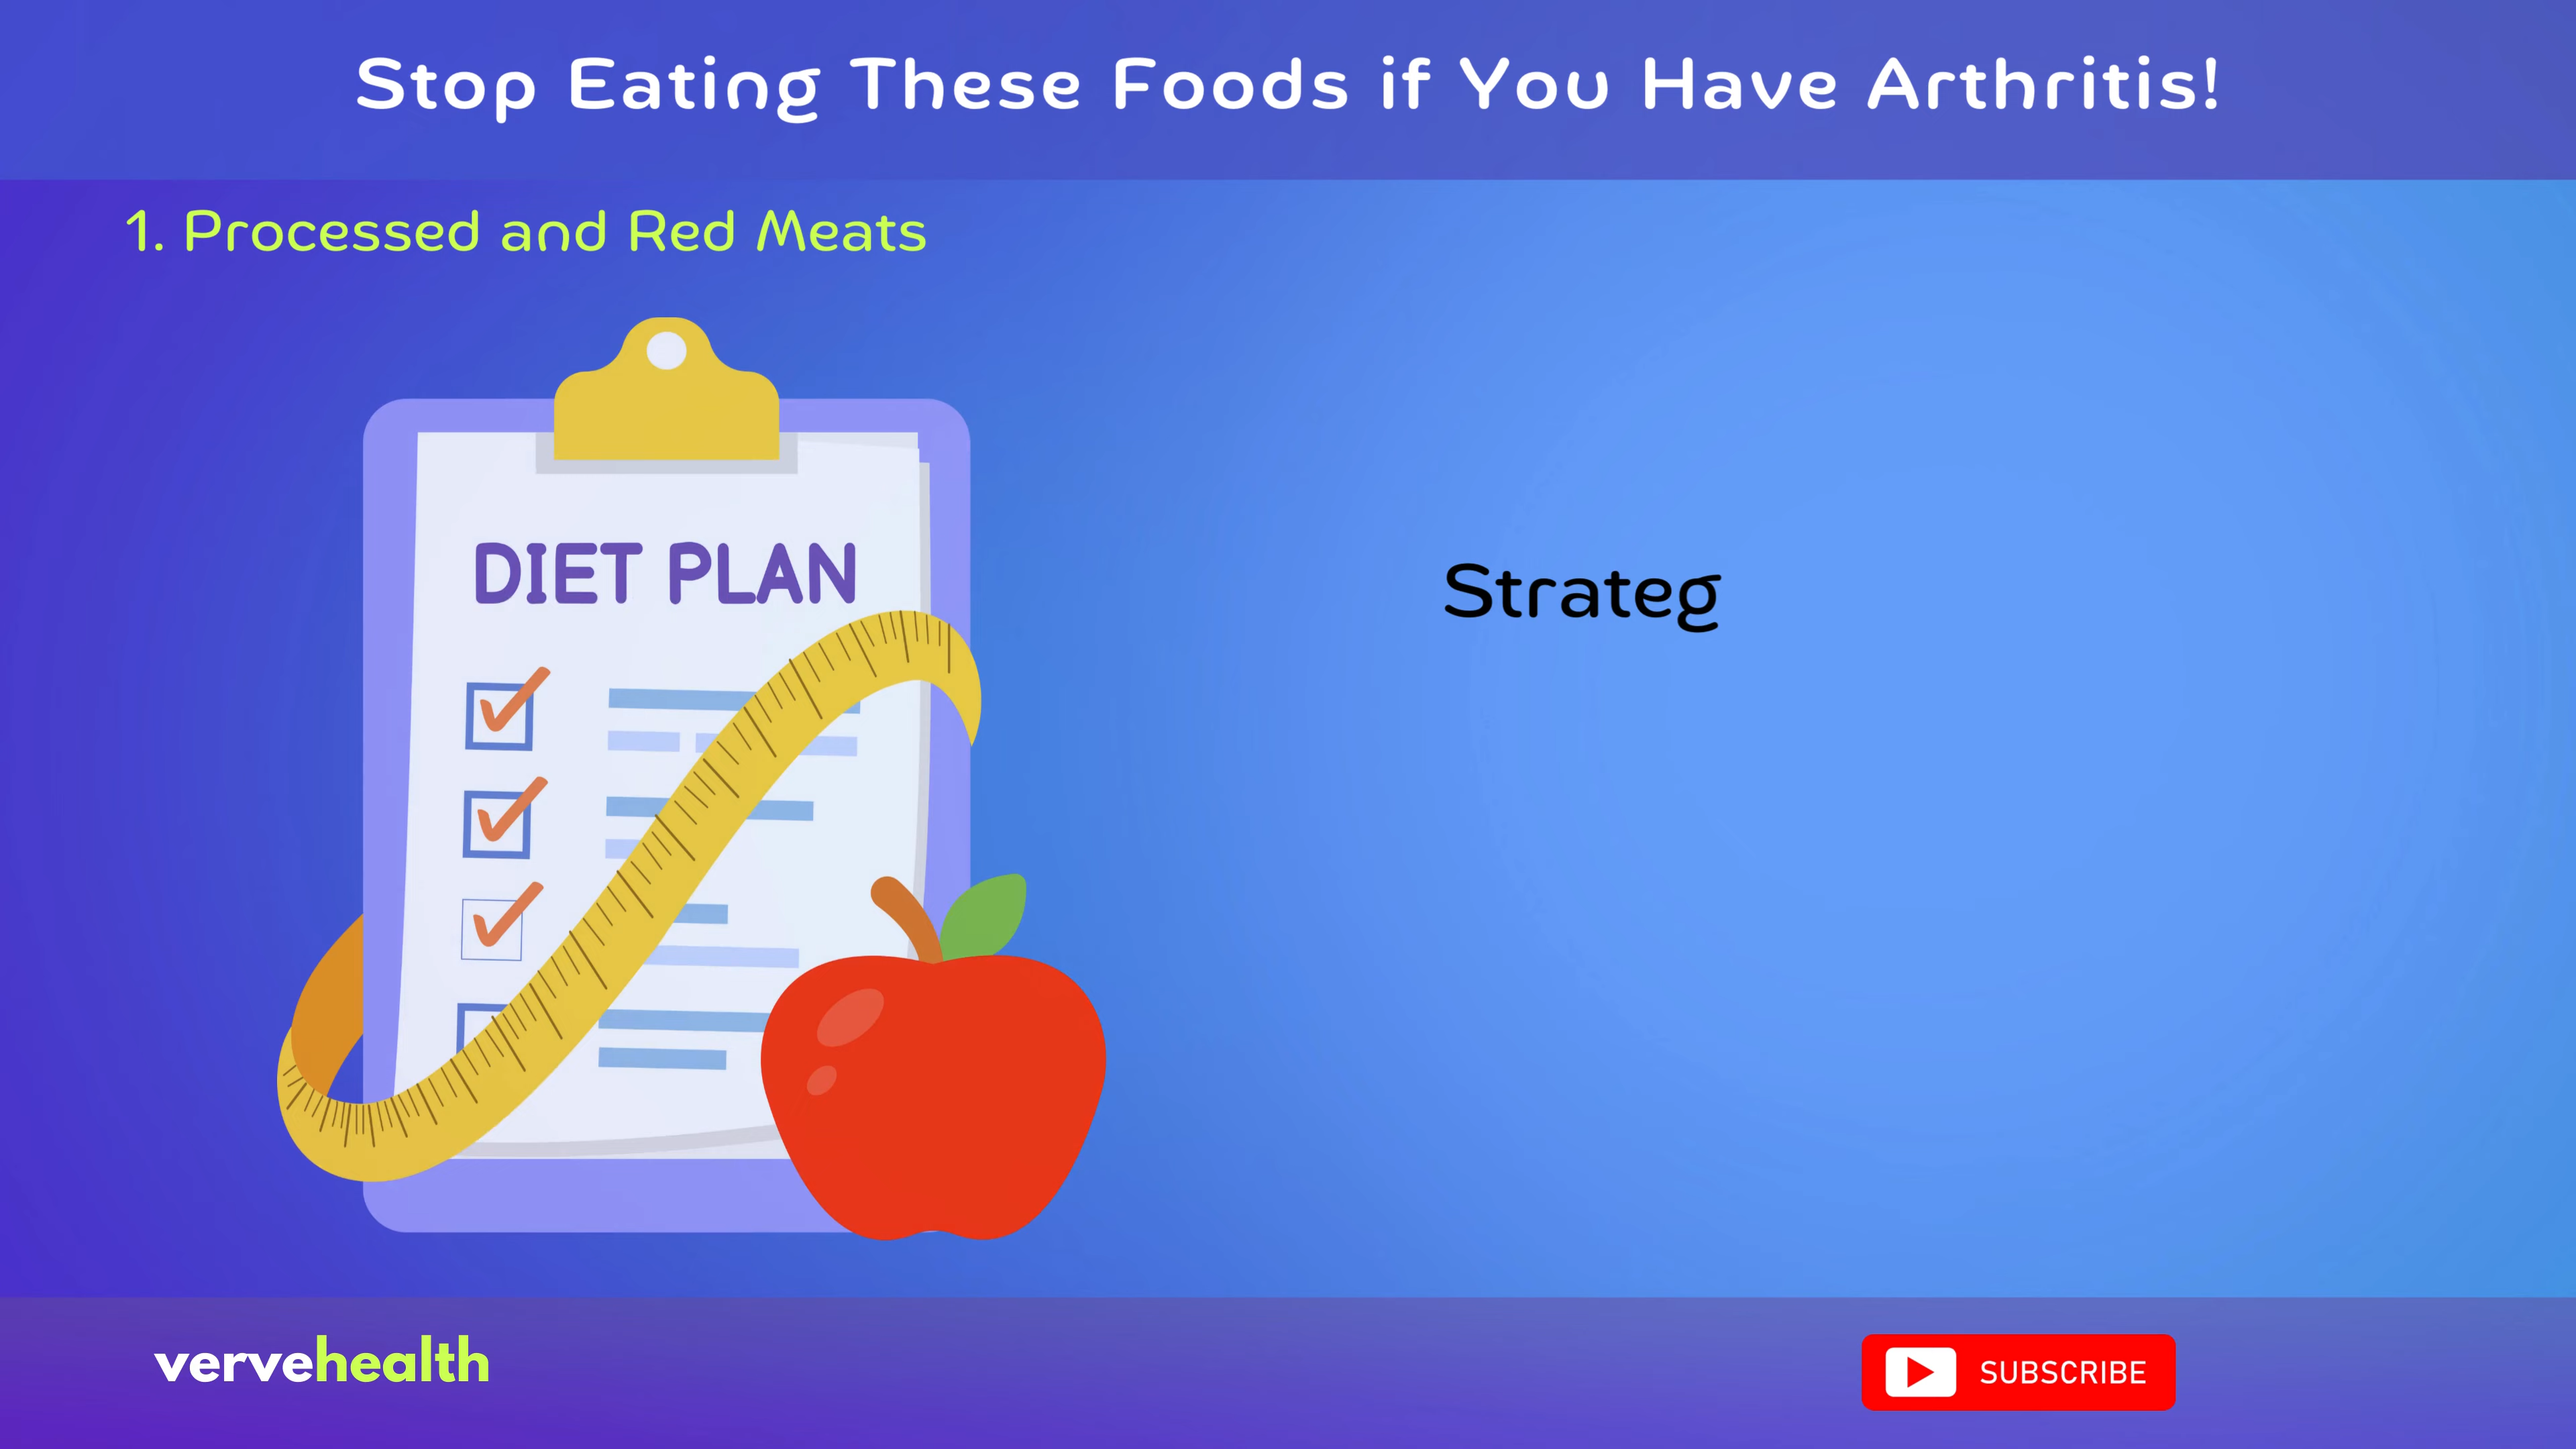 Stop Eating These Foods if You Have Arthritis!
1. Processed and Red Meats
DIET PLAN
Strateg
vervehealth
SUBSCRIBE